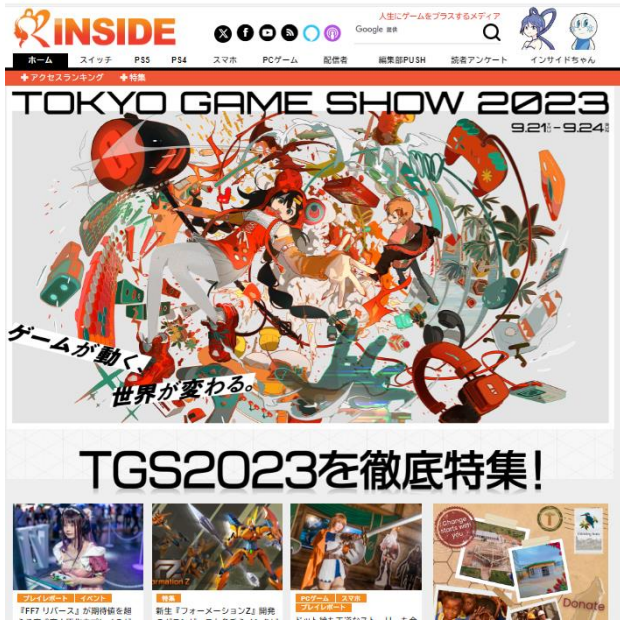 人生にゲームをプラスするメディア
INSIDE
Google 提供
ホーム スイッチ PS5 PS4 スマホ PCゲーム 配信者 編集部PUSH 読者アンケート インサイドちゃん
アクセスランキング 特集
TOKYO GAME SHOW 2023
9.21 - 9.24
ゲームが動く、
世界が変わる。
TGS2023を徹底特集!
プレイレポート イベント
『FF7 リバース』が期待値を超
特集
新生『フォーメーションZ』開発
PCゲーム スマホ
プレイレポート
Change
starts with
you
Donate